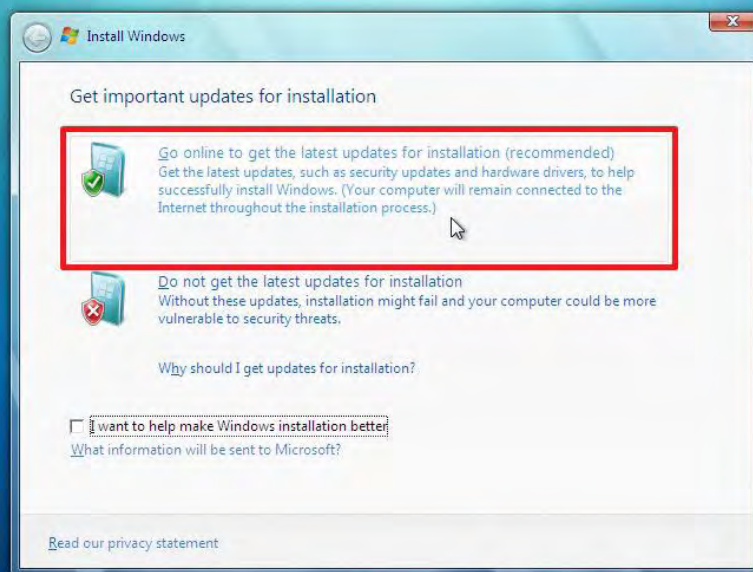 Install Windows
Get important updates for installation
Go online to get the latest updates for installation (recommended)
Get the latest updates, such as security updates and hardware drivers, to help
successfully install Windows. (Your computer will remain connected to the
Internet throughout the installation process.)
Do not get the latest updates for installation
Without these updates, installation might fail and your computer could be more
vulnerable to security threats.
Why should I get updates for installation?
I want to help make Windows installation better
What information will be sent to Microsoft?
Read our privacy statement